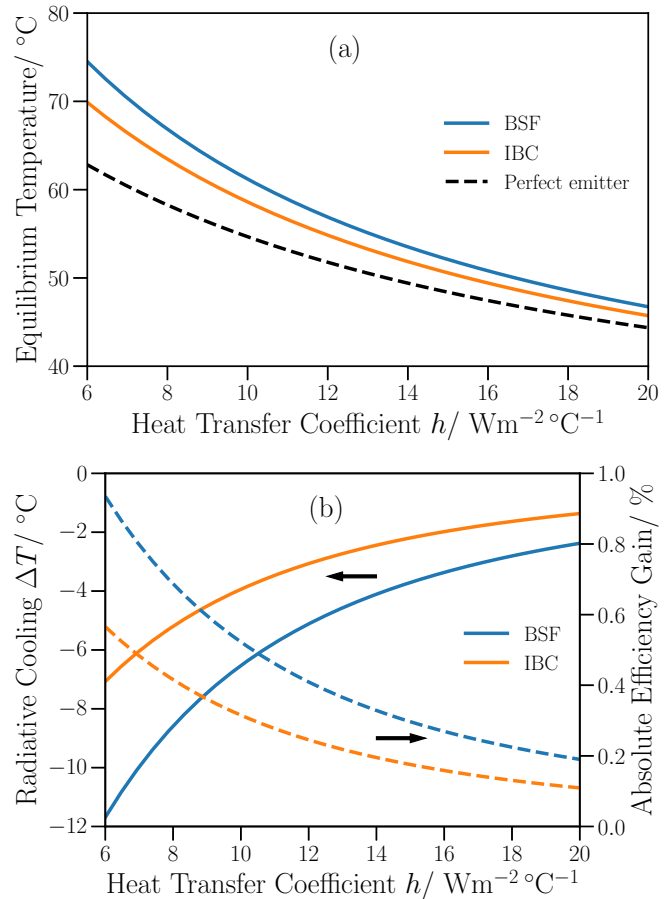 (a)
Equilibrium Temperature/ °C
80
70
60
50
40
BSF
IBC
Perfect emitter
6 8 10 12 14 16 18 20
Heat Transfer Coefficient h/ Wm⁻² °C⁻¹
(b)
Radiative Cooling ΔT/ °C
0
−2
−4
−6
−8
−10
−12
BSF
IBC
1.0
0.8
0.6
0.4
0.2
0.0
Absolute Efficiency Gain/ %
6 8 10 12 14 16 18 20
Heat Transfer Coefficient h/ Wm⁻² °C⁻¹